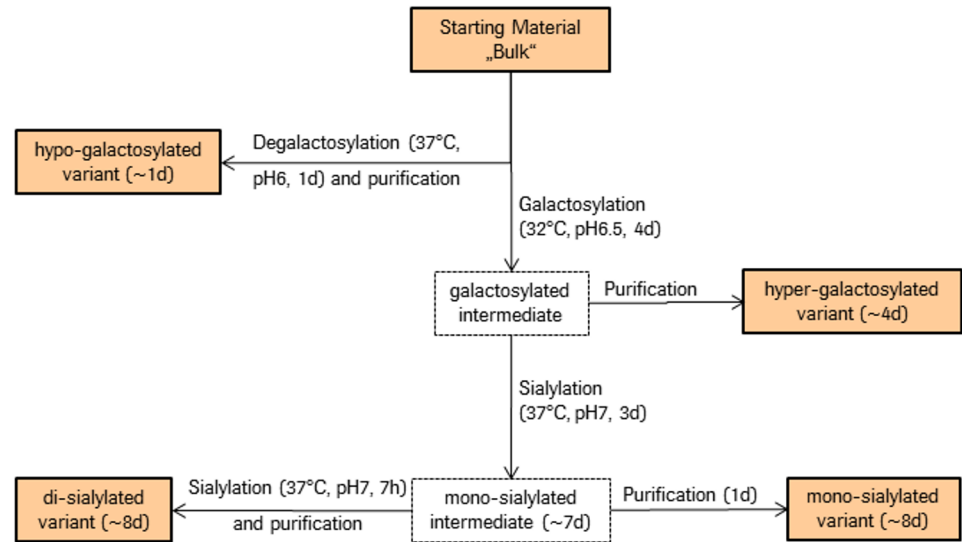 Starting Material
„Bulk“
Degalactosylation (37°C,
pH6, 1d) and purification
hypo-galactosylated
variant (~1d)
Galactosylation
(32°C, pH6.5, 4d)
galactosylated
intermediate
Purification
hyper-galactosylated
variant (~4d)
Sialylation
(37°C, pH7, 3d)
di-sialylated
variant (~8d)
Sialylation (37°C, pH7, 7h)
and purification
mono-sialylated
intermediate (~7d)
Purification (1d)
mono-sialylated
variant (~8d)